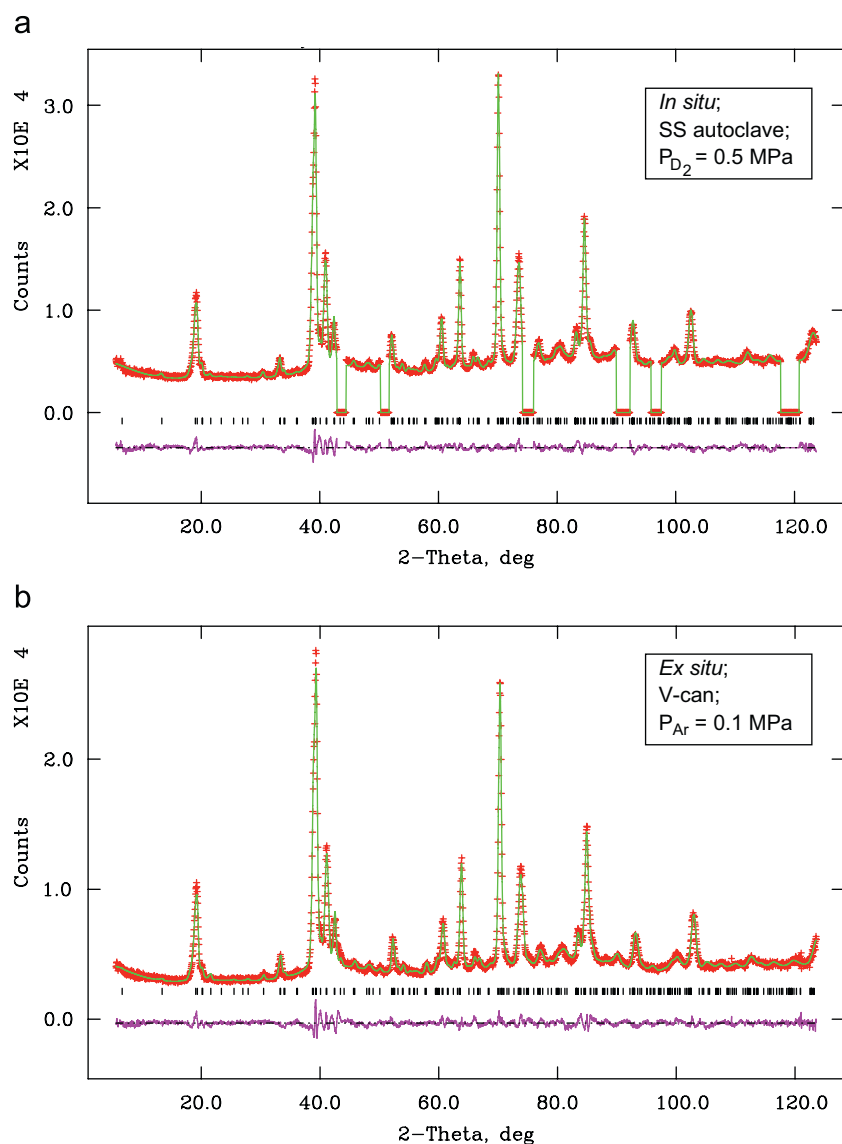 a
X10E 4
Counts
3.0
2.0
1.0
0.0
In situ;
SS autoclave;
P_D2 = 0.5 MPa
20.0 40.0 60.0 80.0 100.0 120.0
2-Theta, deg
b
X10E 4
Counts
2.0
1.0
0.0
Ex situ;
V-can;
P_Ar = 0.1 MPa
20.0 40.0 60.0 80.0 100.0 120.0
2-Theta, deg